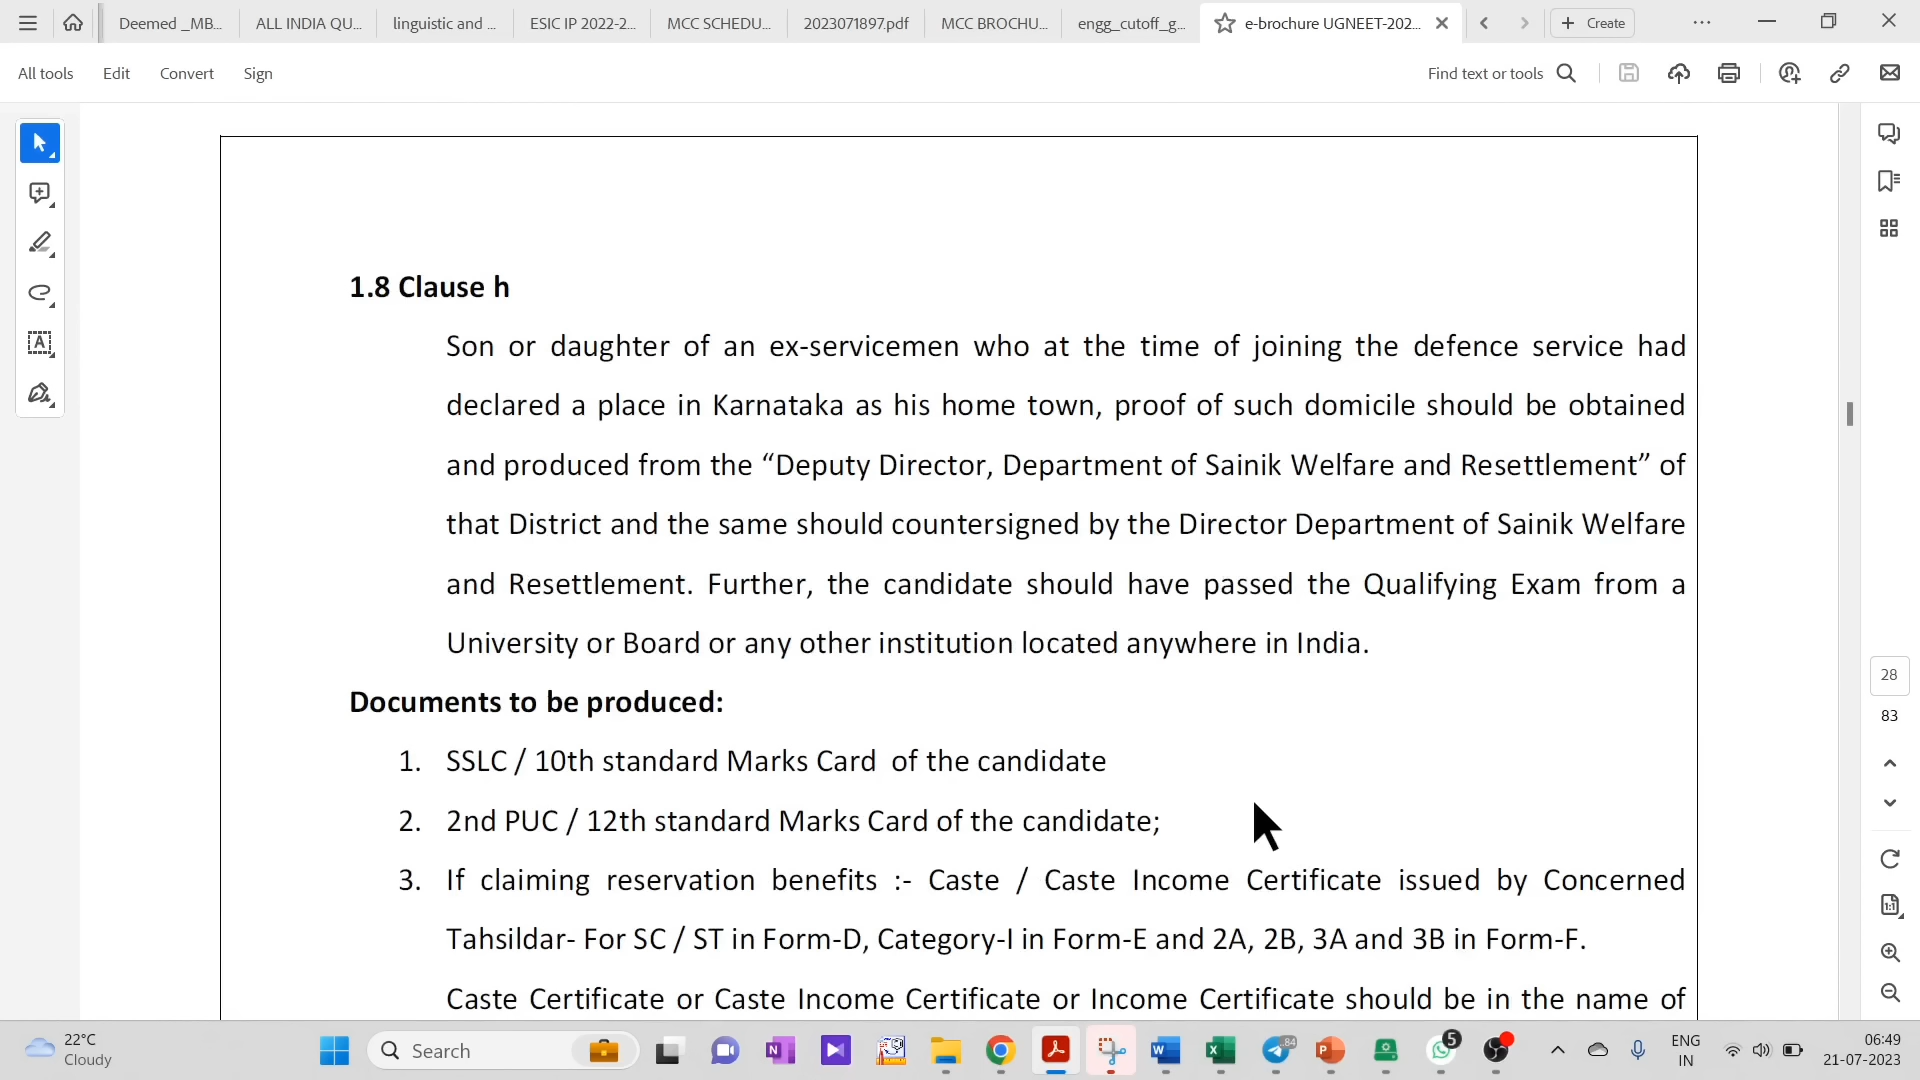 Deemed _MB...
ALL INDIA QU...
linguistic and ...
ESIC IP 2022-2...
MCC SCHEDU...
2023071897.pdf
MCC BROCHU...
engg_cutoff_g...
e-brochure UGNEET-202...
Create
All tools
Edit
Convert
Sign
Find text or tools
1.8 Clause h
Son or daughter of an ex-servicemen who at the time of joining the defence service had
declared a place in Karnataka as his home town, proof of such domicile should be obtained
and produced from the “Deputy Director, Department of Sainik Welfare and Resettlement” of
that District and the same should countersigned by the Director Department of Sainik Welfare
and Resettlement. Further, the candidate should have passed the Qualifying Exam from a
University or Board or any other institution located anywhere in India.
Documents to be produced:
1. SSLC / 10th standard Marks Card of the candidate
2. 2nd PUC / 12th standard Marks Card of the candidate;
3. If claiming reservation benefits :- Caste / Caste Income Certificate issued by Concerned
Tahsildar- For SC / ST in Form-D, Category-I in Form-E and 2A, 2B, 3A and 3B in Form-F.
Caste Certificate or Caste Income Certificate or Income Certificate should be in the name of
28
83
22°C
Cloudy
Search
84
5
ENG
IN
06:49
21-07-2023